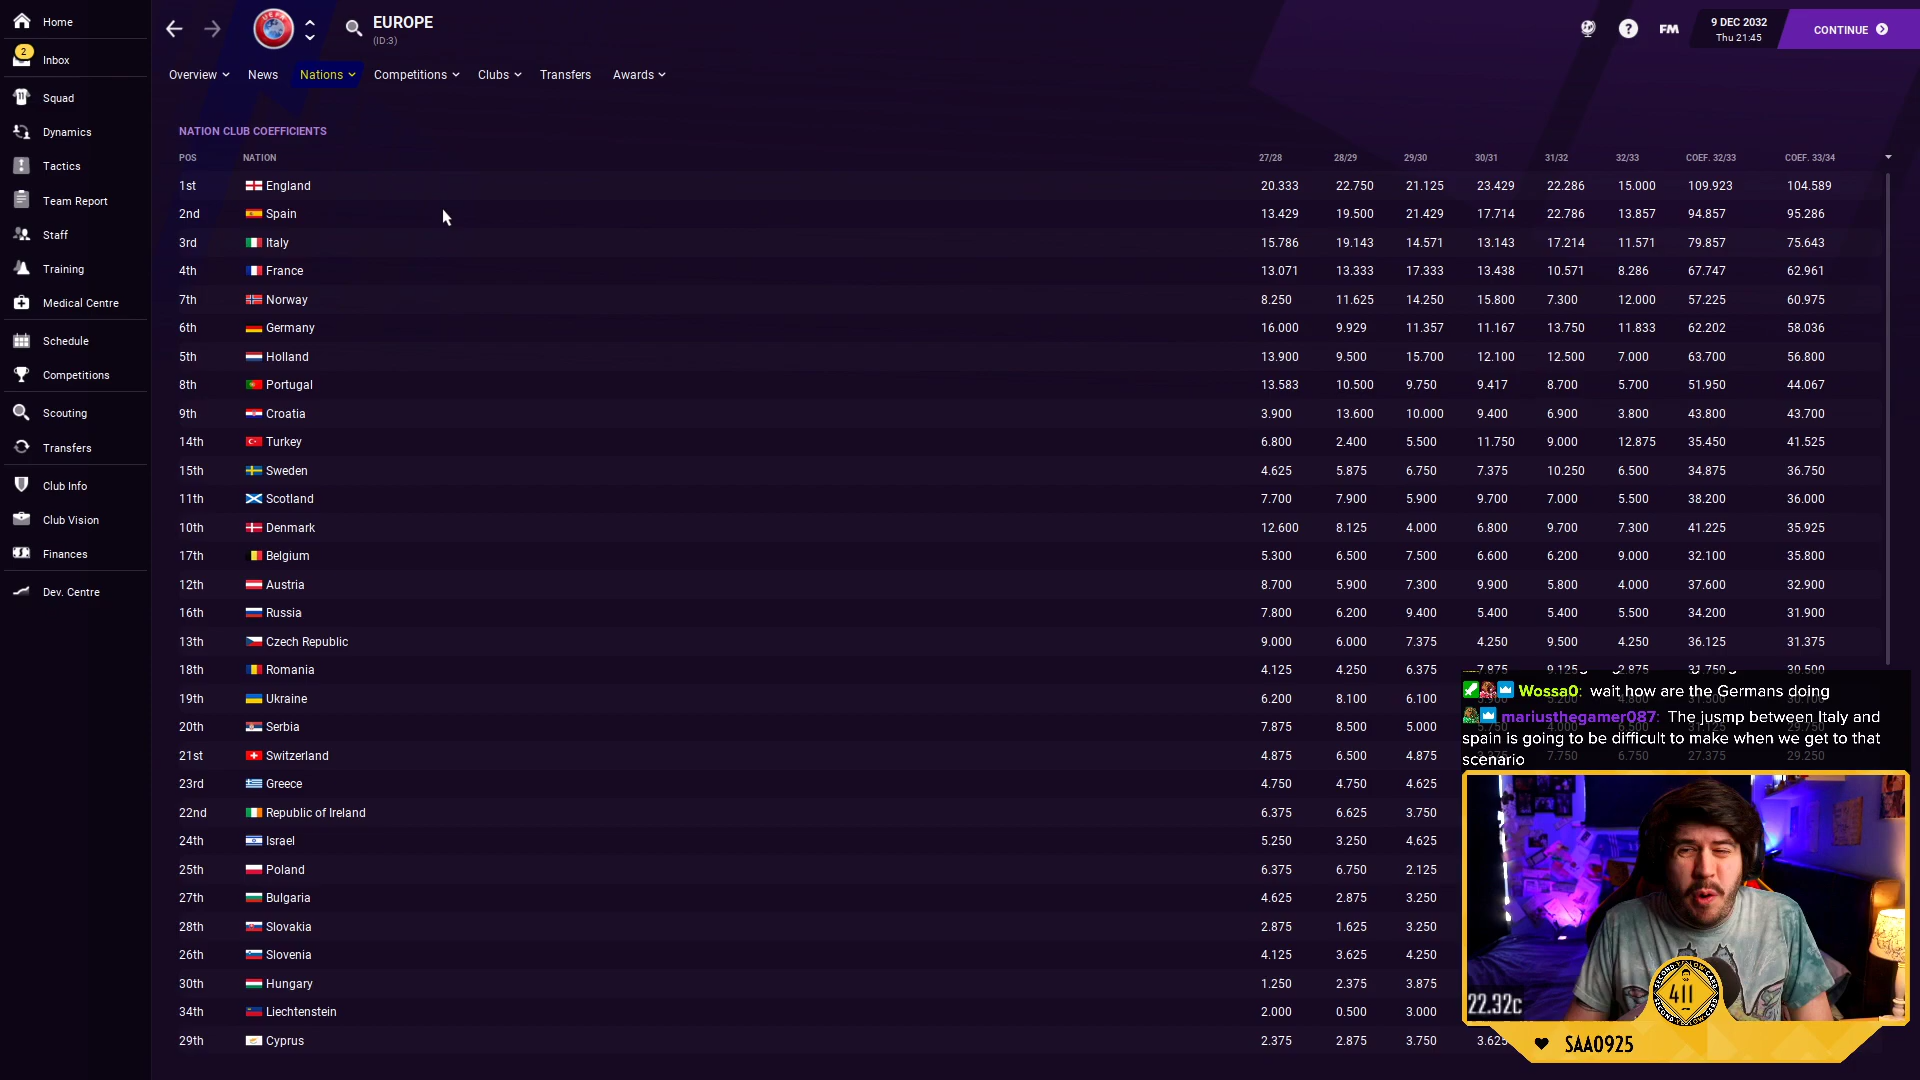 Home
2
Inbox
Squad
Dynamics
Tactics
Team Report
Staff
Training
Medical Centre
Schedule
Competitions
Scouting
Transfers
Club Info
Club Vision
Finances
Dev. Centre
EUROPE
(ID:3)
FM
9 DEC 2032
Thu 21:45
CONTINUE
Overview News Nations Competitions Clubs Transfers Awards
NATION CLUB COEFFICIENTS
POS NATION 27/28 28/29 29/30 30/31 31/32 32/33 COEF. 32/33 COEF. 33/34
1st England 20.333 22.750 21.125 23.429 22.286 15.000 109.923 104.589
2nd Spain 13.429 19.500 21.429 17.714 22.786 13.857 94.857 95.286
3rd Italy 15.786 19.143 14.571 13.143 17.214 11.571 79.857 75.643
4th France 13.071 13.333 17.333 13.438 10.571 8.286 67.747 62.961
7th Norway 8.250 11.625 14.250 15.800 7.300 12.000 57.225 60.975
6th Germany 16.000 9.929 11.357 11.167 13.750 11.833 62.202 58.036
5th Holland 13.900 9.500 15.700 12.100 12.500 7.000 63.700 56.800
8th Portugal 13.583 10.500 9.750 9.417 8.700 5.700 51.950 44.067
9th Croatia 3.900 13.600 10.000 9.400 6.900 3.800 43.800 43.700
14th Turkey 6.800 2.400 5.500 11.750 9.000 12.875 35.450 41.525
15th Sweden 4.625 5.875 6.750 7.375 10.250 6.500 34.875 36.750
11th Scotland 7.700 7.900 5.900 9.700 7.000 5.500 38.200 36.000
10th Denmark 12.600 8.125 4.000 6.800 9.700 7.300 41.225 35.925
17th Belgium 5.300 6.500 7.500 6.600 6.200 9.000 32.100 35.800
12th Austria 8.700 5.900 7.300 9.900 5.800 4.000 37.600 32.900
16th Russia 7.800 6.200 9.400 5.400 5.400 5.500 34.200 31.900
13th Czech Republic 9.000 6.000 7.375 4.250 9.500 4.250 36.125 31.375
18th Romania 4.125 4.250 6.375 7.875 9.125 2.875 31.750 30.500
19th Ukraine 6.200 8.100 6.100
20th Serbia 7.875 8.500 5.000
21st Switzerland 4.875 6.500 4.875 7.750 6.750 27.375 29.250
23rd Greece 4.750 4.750 4.625
22nd Republic of Ireland 6.375 6.625 3.750
24th Israel 5.250 3.250 4.625
25th Poland 6.375 6.750 2.125
27th Bulgaria 4.625 2.875 3.250
28th Slovakia 2.875 1.625 3.250
26th Slovenia 4.125 3.625 4.250
30th Hungary 1.250 2.375 3.875
34th Liechtenstein 2.000 0.500 3.000
29th Cyprus 2.375 2.875 3.750 3.625
Wossa0: wait how are the Germans doing
mariusthegamer087: The jusmp between Italy and
spain is going to be difficult to make when we get to that
scenario
22.32c
SECOND YELLOW CARD
411
SAA0925